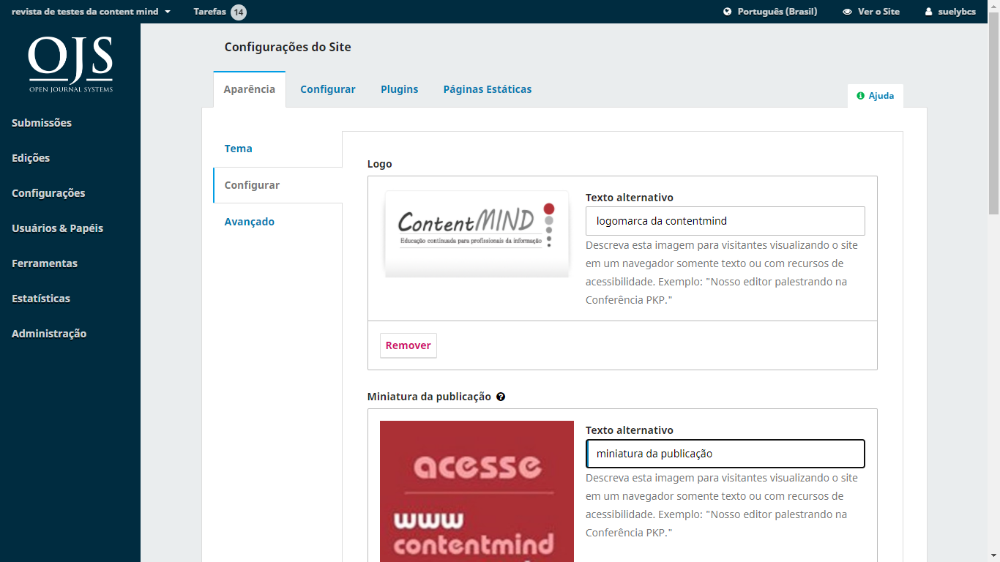 revista de testes da content mind
Tarefas 14
Português (Brasil)
Ver o Site
suelybcs
OJS
OPEN JOURNAL SYSTEMS
Submissões
Edições
Configurações
Usuários & Papéis
Ferramentas
Estatísticas
Administração
Configurações do Site
Aparência
Configurar
Plugins
Páginas Estáticas
Ajuda
Tema
Configurar
Avançado
Logo
ContentMIND
Educação continuada para profissionais da informação
Texto alternativo
logomarca da contentmind
Descreva esta imagem para visitantes visualizando o site
em um navegador somente texto ou com recursos de
acessibilidade. Exemplo: "Nosso editor palestrando na
Conferência PKP."
Remover
Miniatura da publicação
acesse
www
contentmind
Texto alternativo
miniatura da publicação
Descreva esta imagem para visitantes visualizando o site
em um navegador somente texto ou com recursos de
acessibilidade. Exemplo: "Nosso editor palestrando na
Conferência PKP."